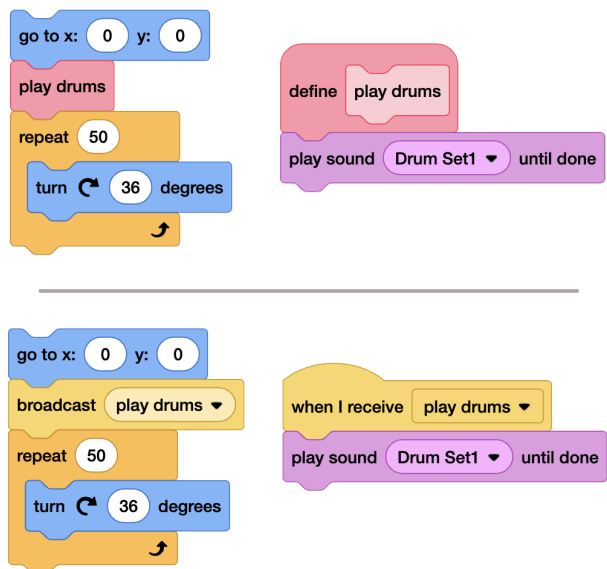 go to x: 0 y: 0
play drums
repeat 50
turn 36 degrees
define play drums
play sound Drum Set1 until done
go to x: 0 y: 0
broadcast play drums
repeat 50
turn 36 degrees
when I receive play drums
play sound Drum Set1 until done